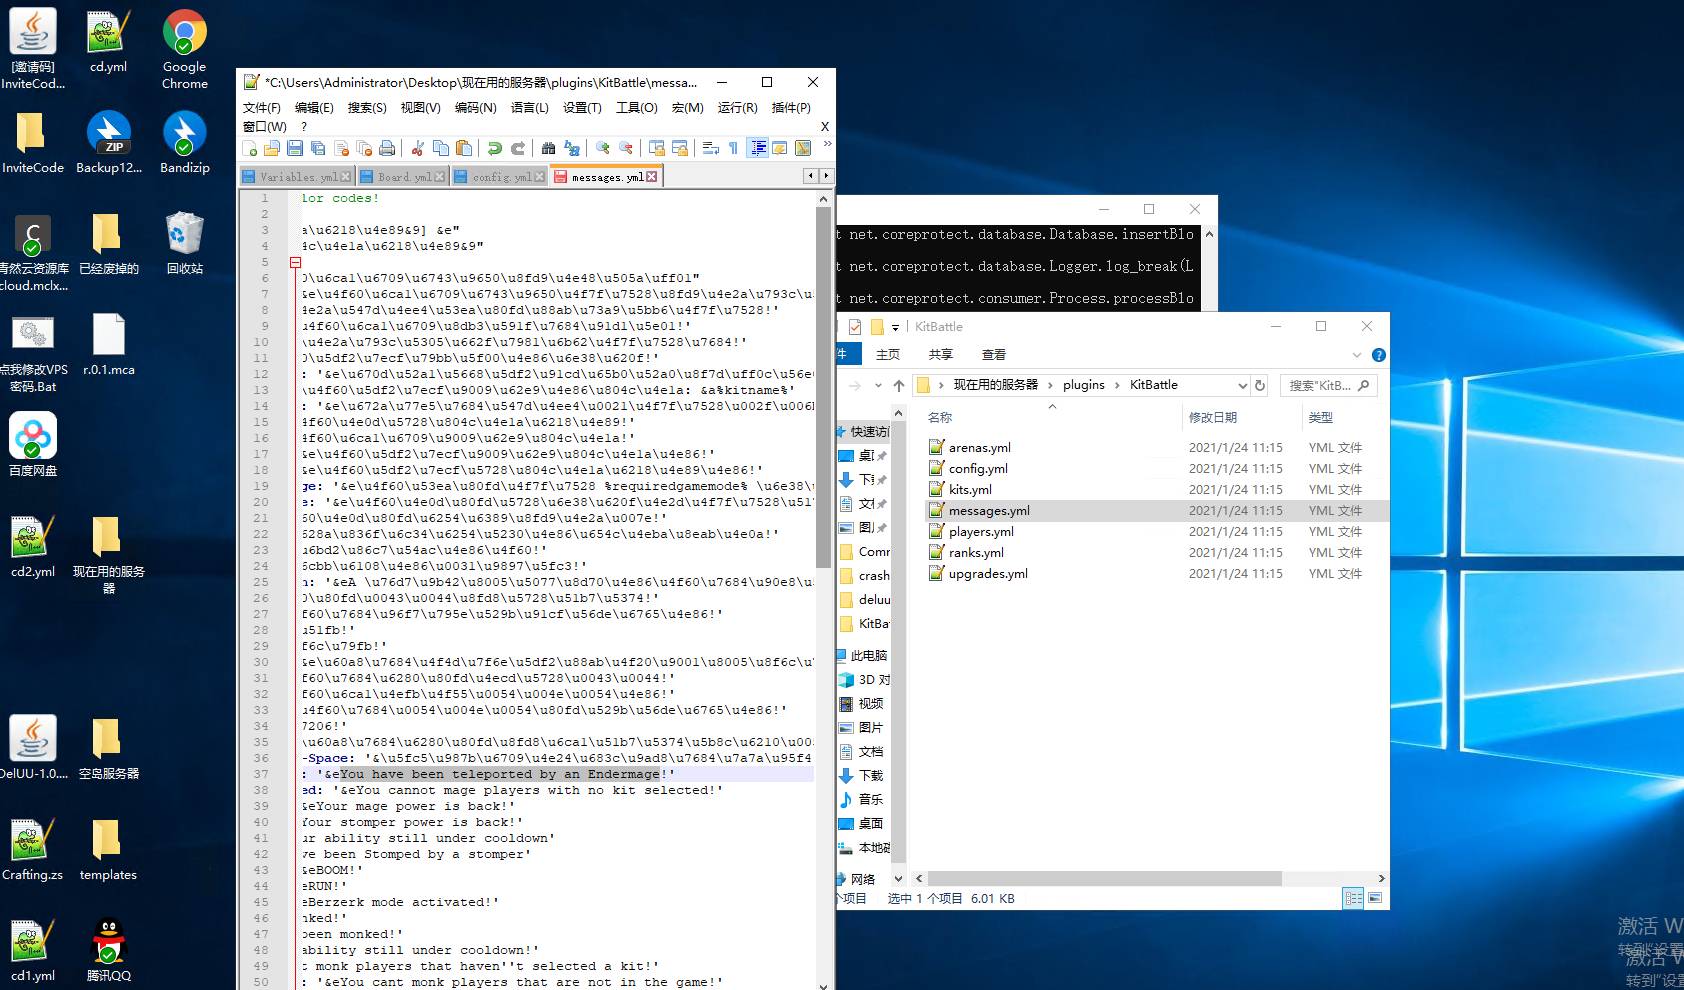 [邀请码]
InviteCod...
cd.yml
Google
Chrome
InviteCode
Backup12...
Bandizip
青然云资源库
cloud.mclx...
已经废掉的
回收站
点我修改VPS
密码.Bat
r.0.1.mca
百度网盘
cd2.yml
现在用的服务
器
DelUU-1.0....
空岛服务器
Crafting.zs
templates
cd1.yml
腾讯QQ
*C:\Users\Administrator\Desktop\现在用的服务器\plugins\KitBattle\messa...
文件(F) 编辑(E) 搜索(S) 视图(V) 编码(N) 语言(L) 设置(T) 工具(O) 宏(M) 运行(R) 插件(P)
窗口(W) ? X
Variables.yml Board.yml config.yml messages.yml
1 lor codes!
2
3 a\u6218\u4e89&9] &e"
4 4c\u4e1a\u6218\u4e89&9"
5
6 0\u6ca1\u6709\u6743\u9650\u8fd9\u4e48\u505a\uff01"
7 &e\u4f60\u6ca1\u6709\u6743\u9650\u4f7f\u7528\u8fd9\u4e2a\u793c\u
8 4e2a\u547d\u4ee4\u53ea\u80fd\u88ab\u73a9\u5bb6\u4f7f\u7528!'
9 u4f60\u6ca1\u6709\u8db3\u591f\u7684\u91d1\u5e01!'
10 \u4e2a\u793c\u5305\u662f\u7981\u6b62\u4f7f\u7528\u7684!'
11 0\u5df2\u7ecf\u79bb\u5f00\u4e86\u6e38\u620f!'
12 : '&e\u670d\u52a1\u5668\u5df2\u91cd\u65b0\u52a0\u8f7d\uff0c\u56e
13 \u4f60\u5df2\u7ecf\u9009\u62e9\u4e86\u804c\u4e1a: &a%kitname%'
14 : '&e\u672a\u77e5\u7684\u547d\u4ee4\u0021\u4f7f\u7528\u002f\u006
15 4f60\u4e0d\u5728\u804c\u4e1a\u6218\u4e89!'
16 4f60\u6ca1\u6709\u9009\u62e9\u804c\u4e1a!'
17 &e\u4f60\u5df2\u7ecf\u9009\u62e9\u804c\u4e1a\u4e86!'
18 &e\u4f60\u5df2\u7ecf\u5728\u804c\u4e1a\u6218\u4e89\u4e86!'
19 ge: '&e\u4f60\u53ea\u80fd\u4f7f\u7528 %requiredgamemode% \u6e38\u
20 e: '&e\u4f60\u4e0d\u80fd\u5728\u6e38\u620f\u4e2d\u4f7f\u7528\u51
21 60\u4e0d\u80fd\u6254\u6389\u8fd9\u4e2a\u007e!'
22 628a\u836f\u6c34\u6254\u5230\u4e86\u654c\u4eba\u8eab\u4e0a!'
23 u6bd2\u86c7\u54ac\u4e86\u4f60!'
24 6cbb\u6108\u4e86\u0031\u9897\u5fc3!'
25 n: '&eA \u76d7\u9b42\u8005\u5077\u8d70\u4e86\u4f60\u7684\u90e8\u
26 0\u80fd\u0043\u0044\u8fd8\u5728\u51b7\u5374!'
27 f60\u7684\u96f7\u795e\u529b\u91cf\u56de\u6765\u4e86!'
28 u51fb!'
29 f6c\u79fb!'
30 &e\u60a8\u7684\u4f4d\u7f6e\u5df2\u88ab\u4f20\u9001\u8005\u8f6c\u
31 4f60\u7684\u6280\u80fd\u4ecd\u5728\u0043\u0044!'
32 f60\u6ca1\u4efb\u4f55\u0054\u004e\u0054\u4e86!'
33 u4f60\u7684\u0054\u004e\u0054\u80fd\u529b\u56de\u6765\u4e86!'
34 7206!'
35 \u60a8\u7684\u6280\u80fd\u8fd8\u6ca1\u51b7\u5374\u5b8c\u6210\u00
36 -Space: '&\u5fc5\u987b\u6709\u4e24\u683c\u9ad8\u7684\u7a7a\u95f4
37 : '&eYou have been teleported by an Endermage!'
38 ed: '&eYou cannot mage players with no kit selected!'
39 &eYour mage power is back!'
40 Your stomper power is back!'
41 ur ability still under cooldown'
42 ve been Stomped by a stomper'
43 &eBOOM!'
44 eRUN!'
45 eBerzerk mode activated!'
46 nked!'
47 been monked!'
48 ability still under cooldown!'
49 t monk players that haven''t selected a kit!'
50 : '&eYou cant monk players that are not in the game!'
t net.coreprotect.database.Database.insertBlo
t net.coreprotect.database.Logger.log_break(L
t net.coreprotect.consumer.Process.processBlo
KitBattle
件 主页 共享 查看
现在用的服务器 plugins KitBattle 搜索"KitB...
名称 修改日期 类型
arenas.yml 2021/1/24 11:15 YML 文件
config.yml 2021/1/24 11:15 YML 文件
kits.yml 2021/1/24 11:15 YML 文件
messages.yml 2021/1/24 11:15 YML 文件
players.yml 2021/1/24 11:15 YML 文件
ranks.yml 2021/1/24 11:15 YML 文件
upgrades.yml 2021/1/24 11:15 YML 文件
快速访问
桌面
下载
文档
图片
Comm
crash
deluu
KitBa
此电脑
3D 对
视频
图片
文档
下载
音乐
桌面
本地磁
网络
个项目 选中 1 个项目 6.01 KB
激活 W
转到"设置
激活 W
转到"设置